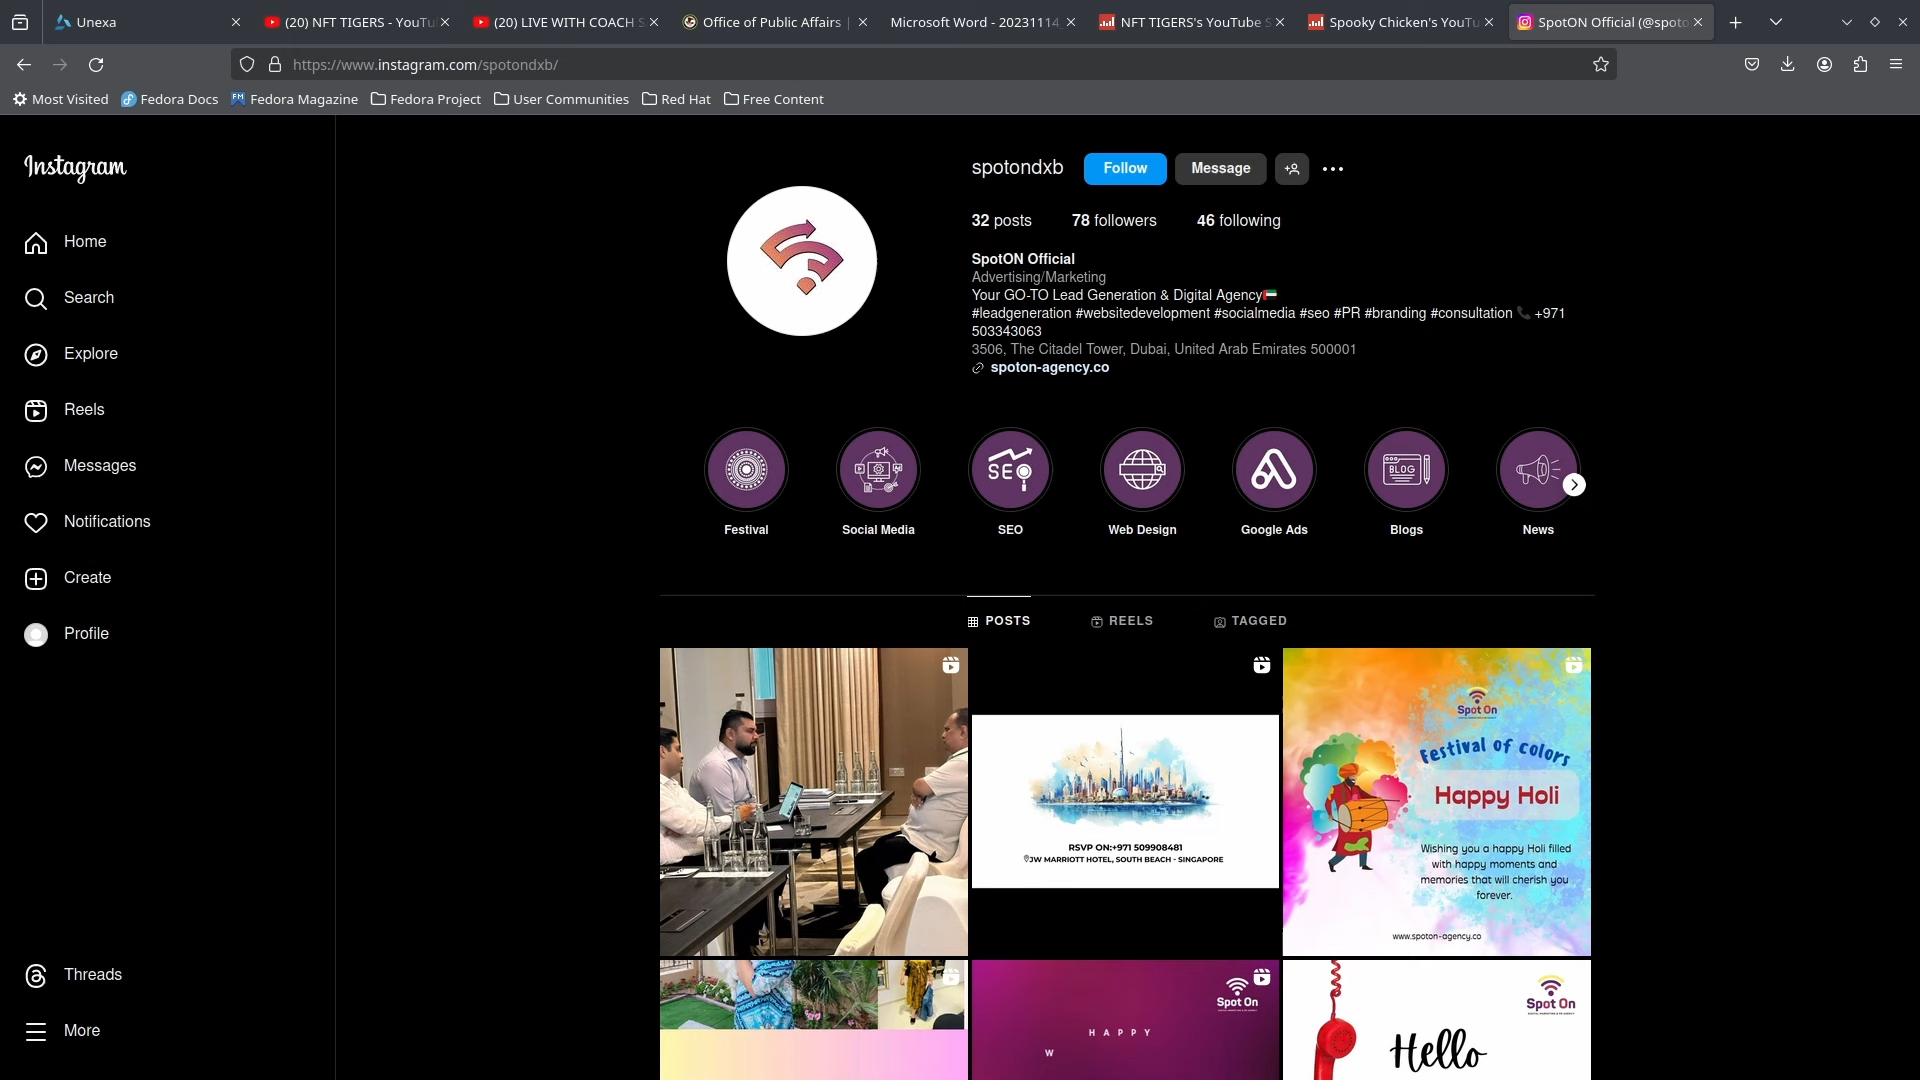 Unexa
(20) NFT TIGERS - YouTu
(20) LIVE WITH COACH S
Office of Public Affairs |
Microsoft Word - 20231114_
NFT TIGERS's YouTube S
Spooky Chicken's YouTu
SpotON Official (@spoto
https://www.instagram.com/spotondxb/
Most Visited
Fedora Docs
Fedora Magazine
Fedora Project
User Communities
Red Hat
Free Content
Instagram
Home
Search
Explore
Reels
Messages
Notifications
Create
Profile
Threads
More
spotondxb
Follow
Message
32 posts
78 followers
46 following
SpotON Official
Advertising/Marketing
Your GO-TO Lead Generation & Digital Agency🇦🇪
#leadgeneration #websitedevelopment #socialmedia #seo #PR #branding #consultation 📞 +971
503343063
3506, The Citadel Tower, Dubai, United Arab Emirates 500001
spoton-agency.co
SEO
BLOG
Festival
Social Media
SEO
Web Design
Google Ads
Blogs
News
POSTS
REELS
TAGGED
RSVP ON:+971 509908481
JW MARRIOTT HOTEL, SOUTH BEACH - SINGAPORE
Spot On
Festival of colors
Happy Holi
Wishing you a happy Holi filled
with happy moments and
memories that will cherish you
forever.
www.spoton-agency.co
Spot On
HAPPY
W
Spot On
Hello